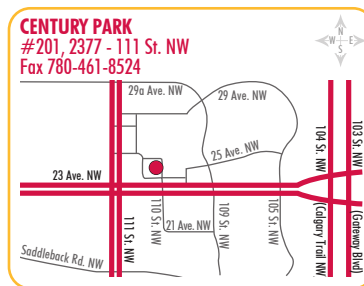 CENTURY PARK
#201, 2377 - 111 St. NW
Fax 780-461-8524
N
W E
S
29a Ave. NW
29 Ave. NW
25 Ave. NW
23 Ave. NW
21 Ave. NW
Saddleback Rd. NW
111 St. NW
110 St. NW
109 St. NW
105 St. NW
104 St. NW
(Calgary Trail NW)
103 St. NW
(Gateway Blvd)